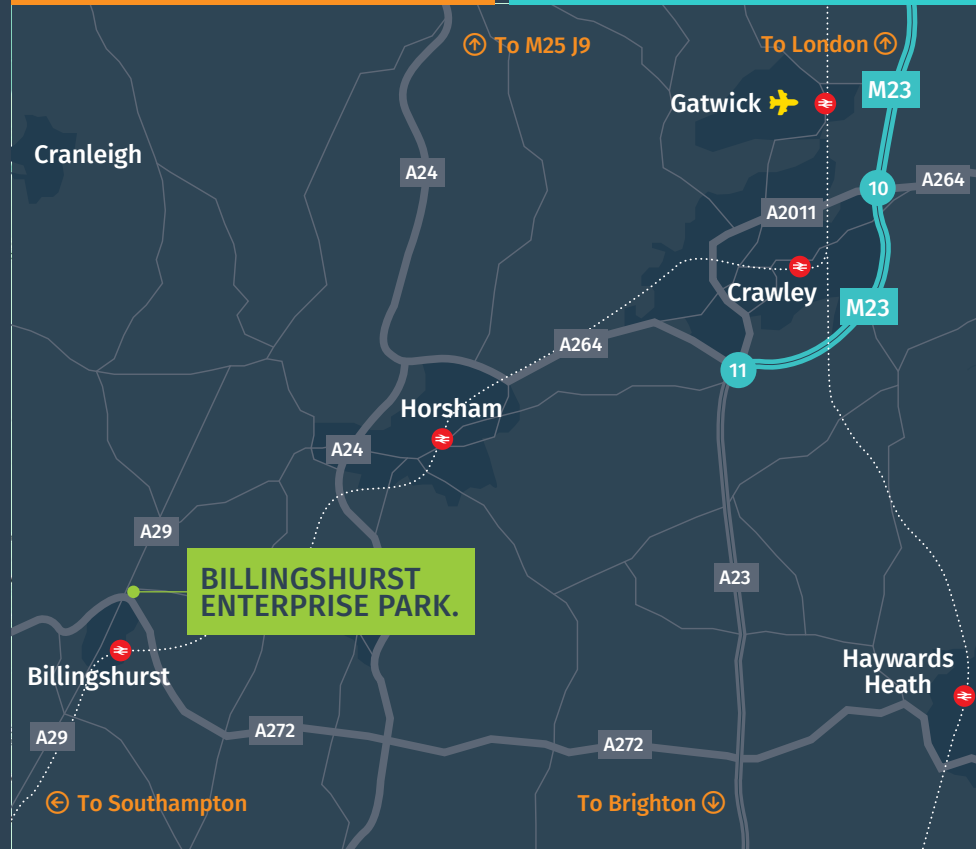 To M25 J9
To London
M23
Gatwick
Cranleigh
A24
A264
10
A2011
Crawley
M23
A264
11
Horsham
A24
A29
BILLINGSHURST
ENTERPRISE PARK.
A23
Billingshurst
Haywards
Heath
A29
A272
A272
To Southampton
To Brighton